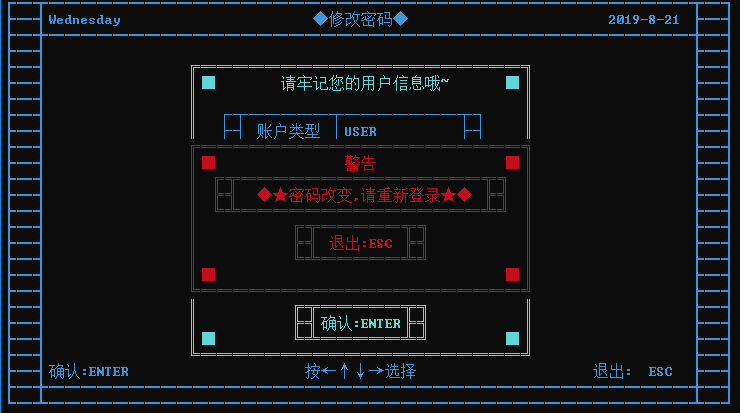 Wednesday ◆修改密码◆ 2019-8-21
请牢记您的用户信息哦~
账户类型 USER
警告
◆★密码改变,请重新登录★◆
退出:ESC
确认:ENTER
确认:ENTER 按←↑↓→选择 退出: ESC